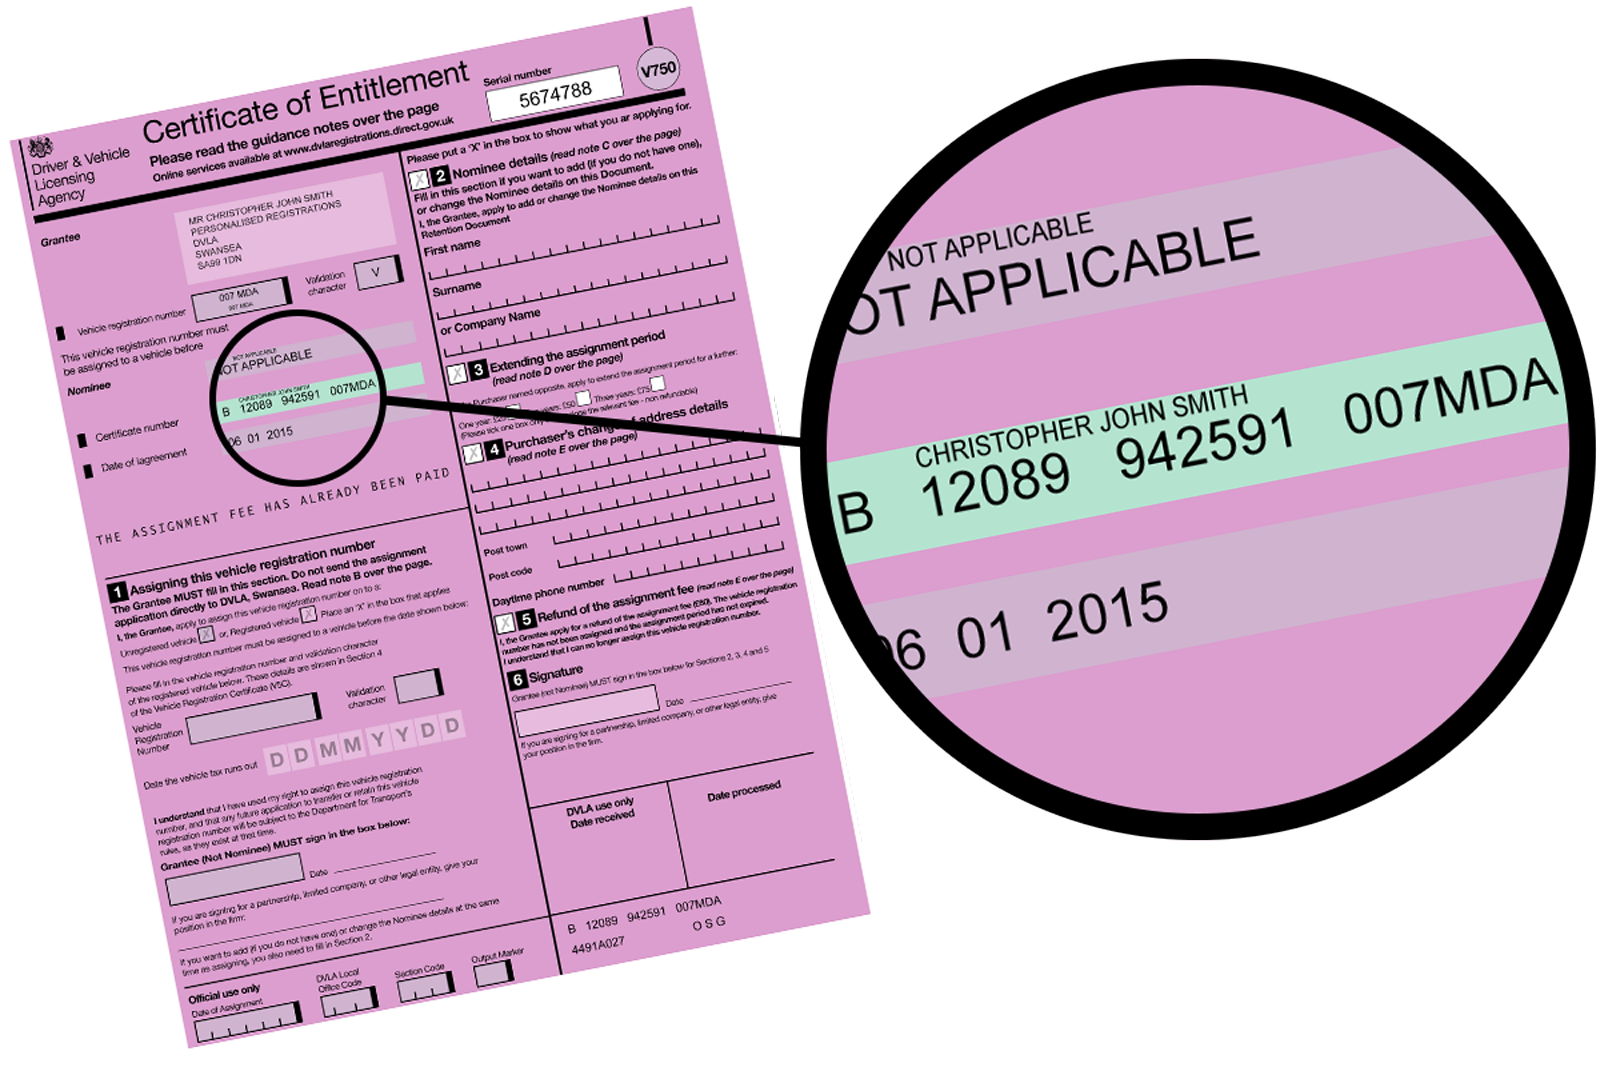 Certificate of Entitlement
Please read the guidance notes over the page
Online services available at www.dvlaregistrations.direct.gov.uk
Serial number
5674788
V750
Driver & Vehicle
Licensing
Agency
Grantee
MR CHRISTOPHER JOHN SMITH
PERSONALISED REGISTRATIONS
DVLA
SWANSEA
SA99 1DN
Vehicle registration number
007 MDA
007 MDA
Validation
character
V
This vehicle registration number must
be assigned to a vehicle before
Nominee
NOT APPLICABLE
OT APPLICABLE
Certificate number
CHRISTOPHER JOHN SMITH
B 12089 942591 007MDA
Date of lagreement
06 01 2015
THE ASSIGNMENT FEE HAS ALREADY BEEN PAID
1 Assigning this vehicle registration number
The Grantee MUST fill in this section. Do not send the assignment
application directly to DVLA, Swansea. Read note B over the page.
I, the Grantee, apply to assign this vehicle registration number on to a:
Unregistered vehicle X or, Registered vehicle X Place an 'X' in the box that applies
This vehicle registration number must be assigned to a vehicle before the date shown below:
Please fill in the vehicle registration number and validation character
of the registered vehicle below. These details are shown in Section 4
of the Vehicle Registration Certificate (V5C).
Vehicle
Registration
Number
Validation
character
Date the vehicle tax runs out
D D M M Y Y D D
I understand that I have used my right to assign this vehicle registration
number, and that any future application to transfer or retain this vehicle
registration number will be subject to the Department for Transport's
rules, as they exist at that time.
Grantee (Not Nominee) MUST sign in the box below:
Date
If you are signing for a partnership, limited company, or other legal entity, give your
position in the firm:
If you want to add (if you do not have one) or change the Nominee details at the same
time as assigning, you also need to fill in Section 2.
Official use only
Date of Assignment
DVLA Local
Office Code
Section Code
Output Marker
Please put a 'X' in the box to show what you ar applying for.
X 2 Nominee details (read note C over the page)
Fill in this section if you want to add (if you do not have one),
or change the Nominee details on this Document.
I, the Grantee, apply to add or change the Nominee details on this
Retention Document
First name
Surname
or Company Name
X 3 Extending the assignment period
(read note D over the page)
Purchaser named opposite, apply to extend the assignment period for a further:
One year: years: £50 Three years: £75
(Please tick one box only the relevant fee - non refundable)
X 4 Purchaser's change of address details
(read note E over the page)
Post town
Post code
Daytime phone number
X 5 Refund of the assignment fee (read note E over the page)
I, the Grantee apply for a refund of the assignment fee (£80). The vehicle registration
number has not been assigned and the assignment period has not expired.
I understand that I can no longer assign this vehicle registration number.
6 Signature
Grantee (not Nominee) MUST sign in the box below for Sections 2, 3, 4 and 5
Date
If you are signing for a partnership, limited company, or other legal entity, give
your position in the firm.
DVLA use only
Date received
Date processed
B 12089 942591 007MDA
4491A027 O S G
NOT APPLICABLE
OT APPLICABLE
CHRISTOPHER JOHN SMITH
B 12089 942591 007MDA
06 01 2015